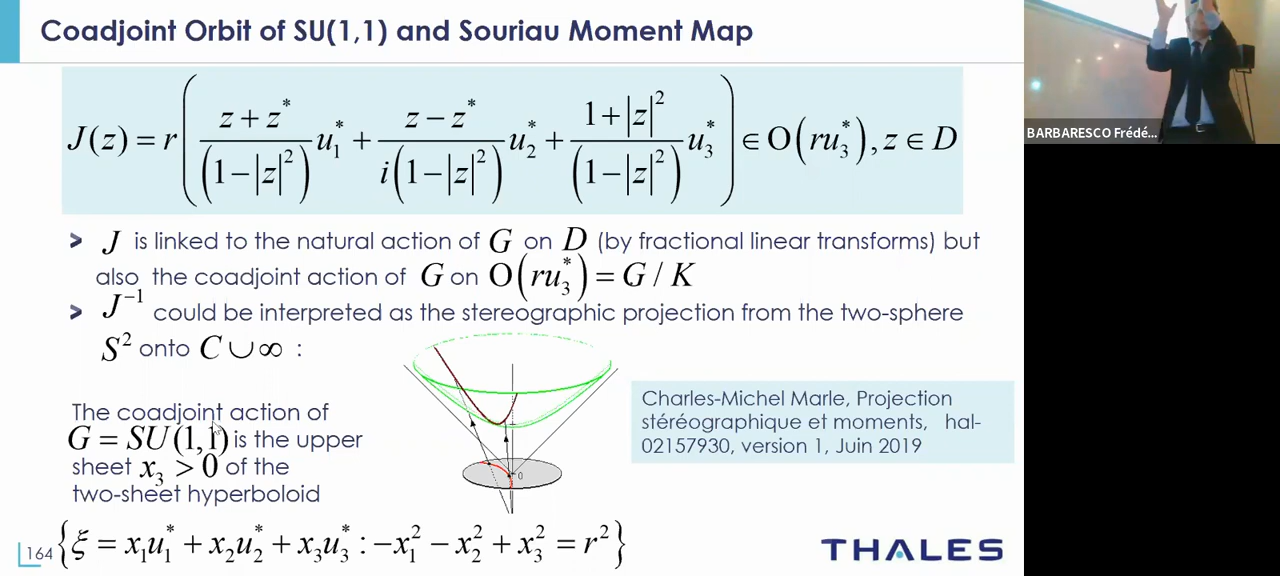 Coadjoint Orbit of SU(1,1) and Souriau Moment Map
J(z) = r ( (z + z*) / (1 − |z|²) u₁* + (z − z*) / (i(1 − |z|²)) u₂* + (1 + |z|²) / (1 − |z|²) u₃* ) ∈ O(ru₃*), z ∈ D
BARBARESCO Frédé...
➢ J is linked to the natural action of G on D (by fractional linear transforms) but
also the coadjoint action of G on O(ru₃*) = G / K
➢ J⁻¹ could be interpreted as the stereographic projection from the two-sphere
S² onto C ∪ ∞ :
The coadjoint action of
G = SU(1,1) is the upper
sheet x₃ > 0 of the
two-sheet hyperboloid
0
Charles-Michel Marle, Projection
stéréographique et moments, hal-
02157930, version 1, Juin 2019
164 {ξ = x₁u₁* + x₂u₂* + x₃u₃* : −x₁² − x₂² + x₃² = r²}
THALES